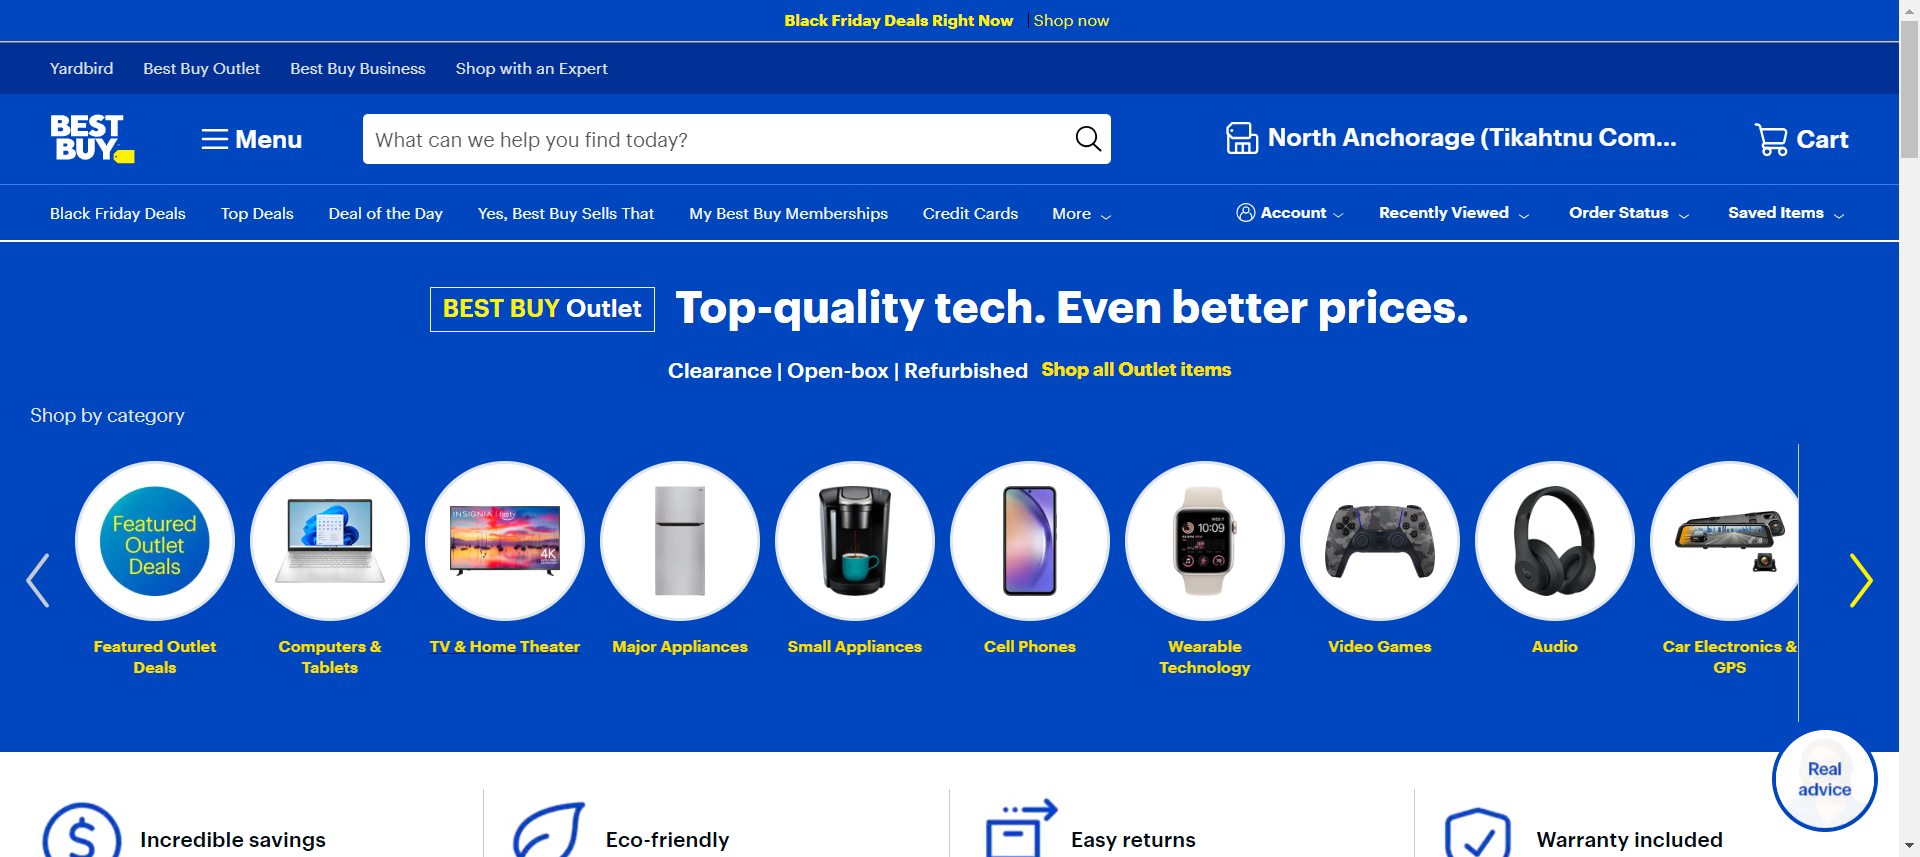 Black Friday Deals Right Now | Shop now
Yardbird Best Buy Outlet Best Buy Business Shop with an Expert
BEST BUY
Menu
What can we help you find today?
North Anchorage (Tikahtnu Com...
Cart
Black Friday Deals Top Deals Deal of the Day Yes, Best Buy Sells That My Best Buy Memberships Credit Cards More
Account Recently Viewed Order Status Saved Items
BEST BUY Outlet Top-quality tech. Even better prices.
Clearance | Open-box | Refurbished Shop all Outlet items
Shop by category
Featured
Outlet
Deals
INSIGNIA firetv
4K
10:09
Featured Outlet
Deals
Computers &
Tablets
TV & Home Theater
Major Appliances
Small Appliances
Cell Phones
Wearable
Technology
Video Games
Audio
Car Electronics &
GPS
Real
advice
Incredible savings
Eco-friendly
Easy returns
Warranty included